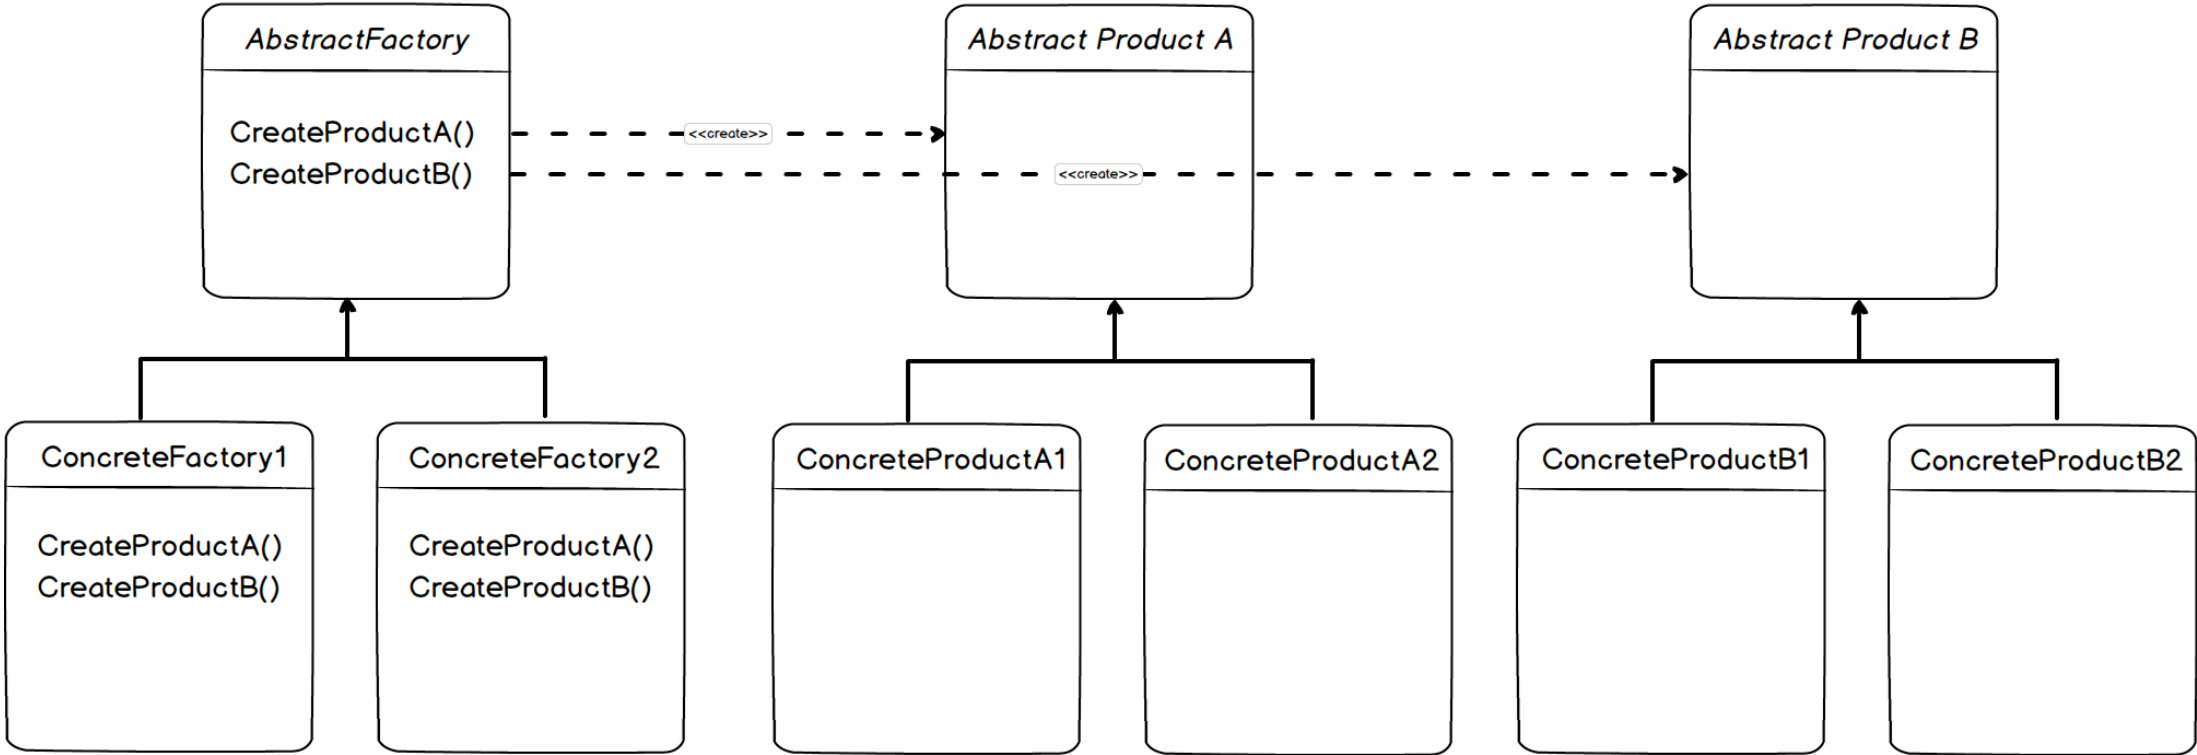 AbstractFactory
CreateProductA()
CreateProductB()
<<create>>
<<create>>
Abstract Product A
Abstract Product B
ConcreteFactory1
CreateProductA()
CreateProductB()
ConcreteFactory2
CreateProductA()
CreateProductB()
ConcreteProductA1
ConcreteProductA2
ConcreteProductB1
ConcreteProductB2